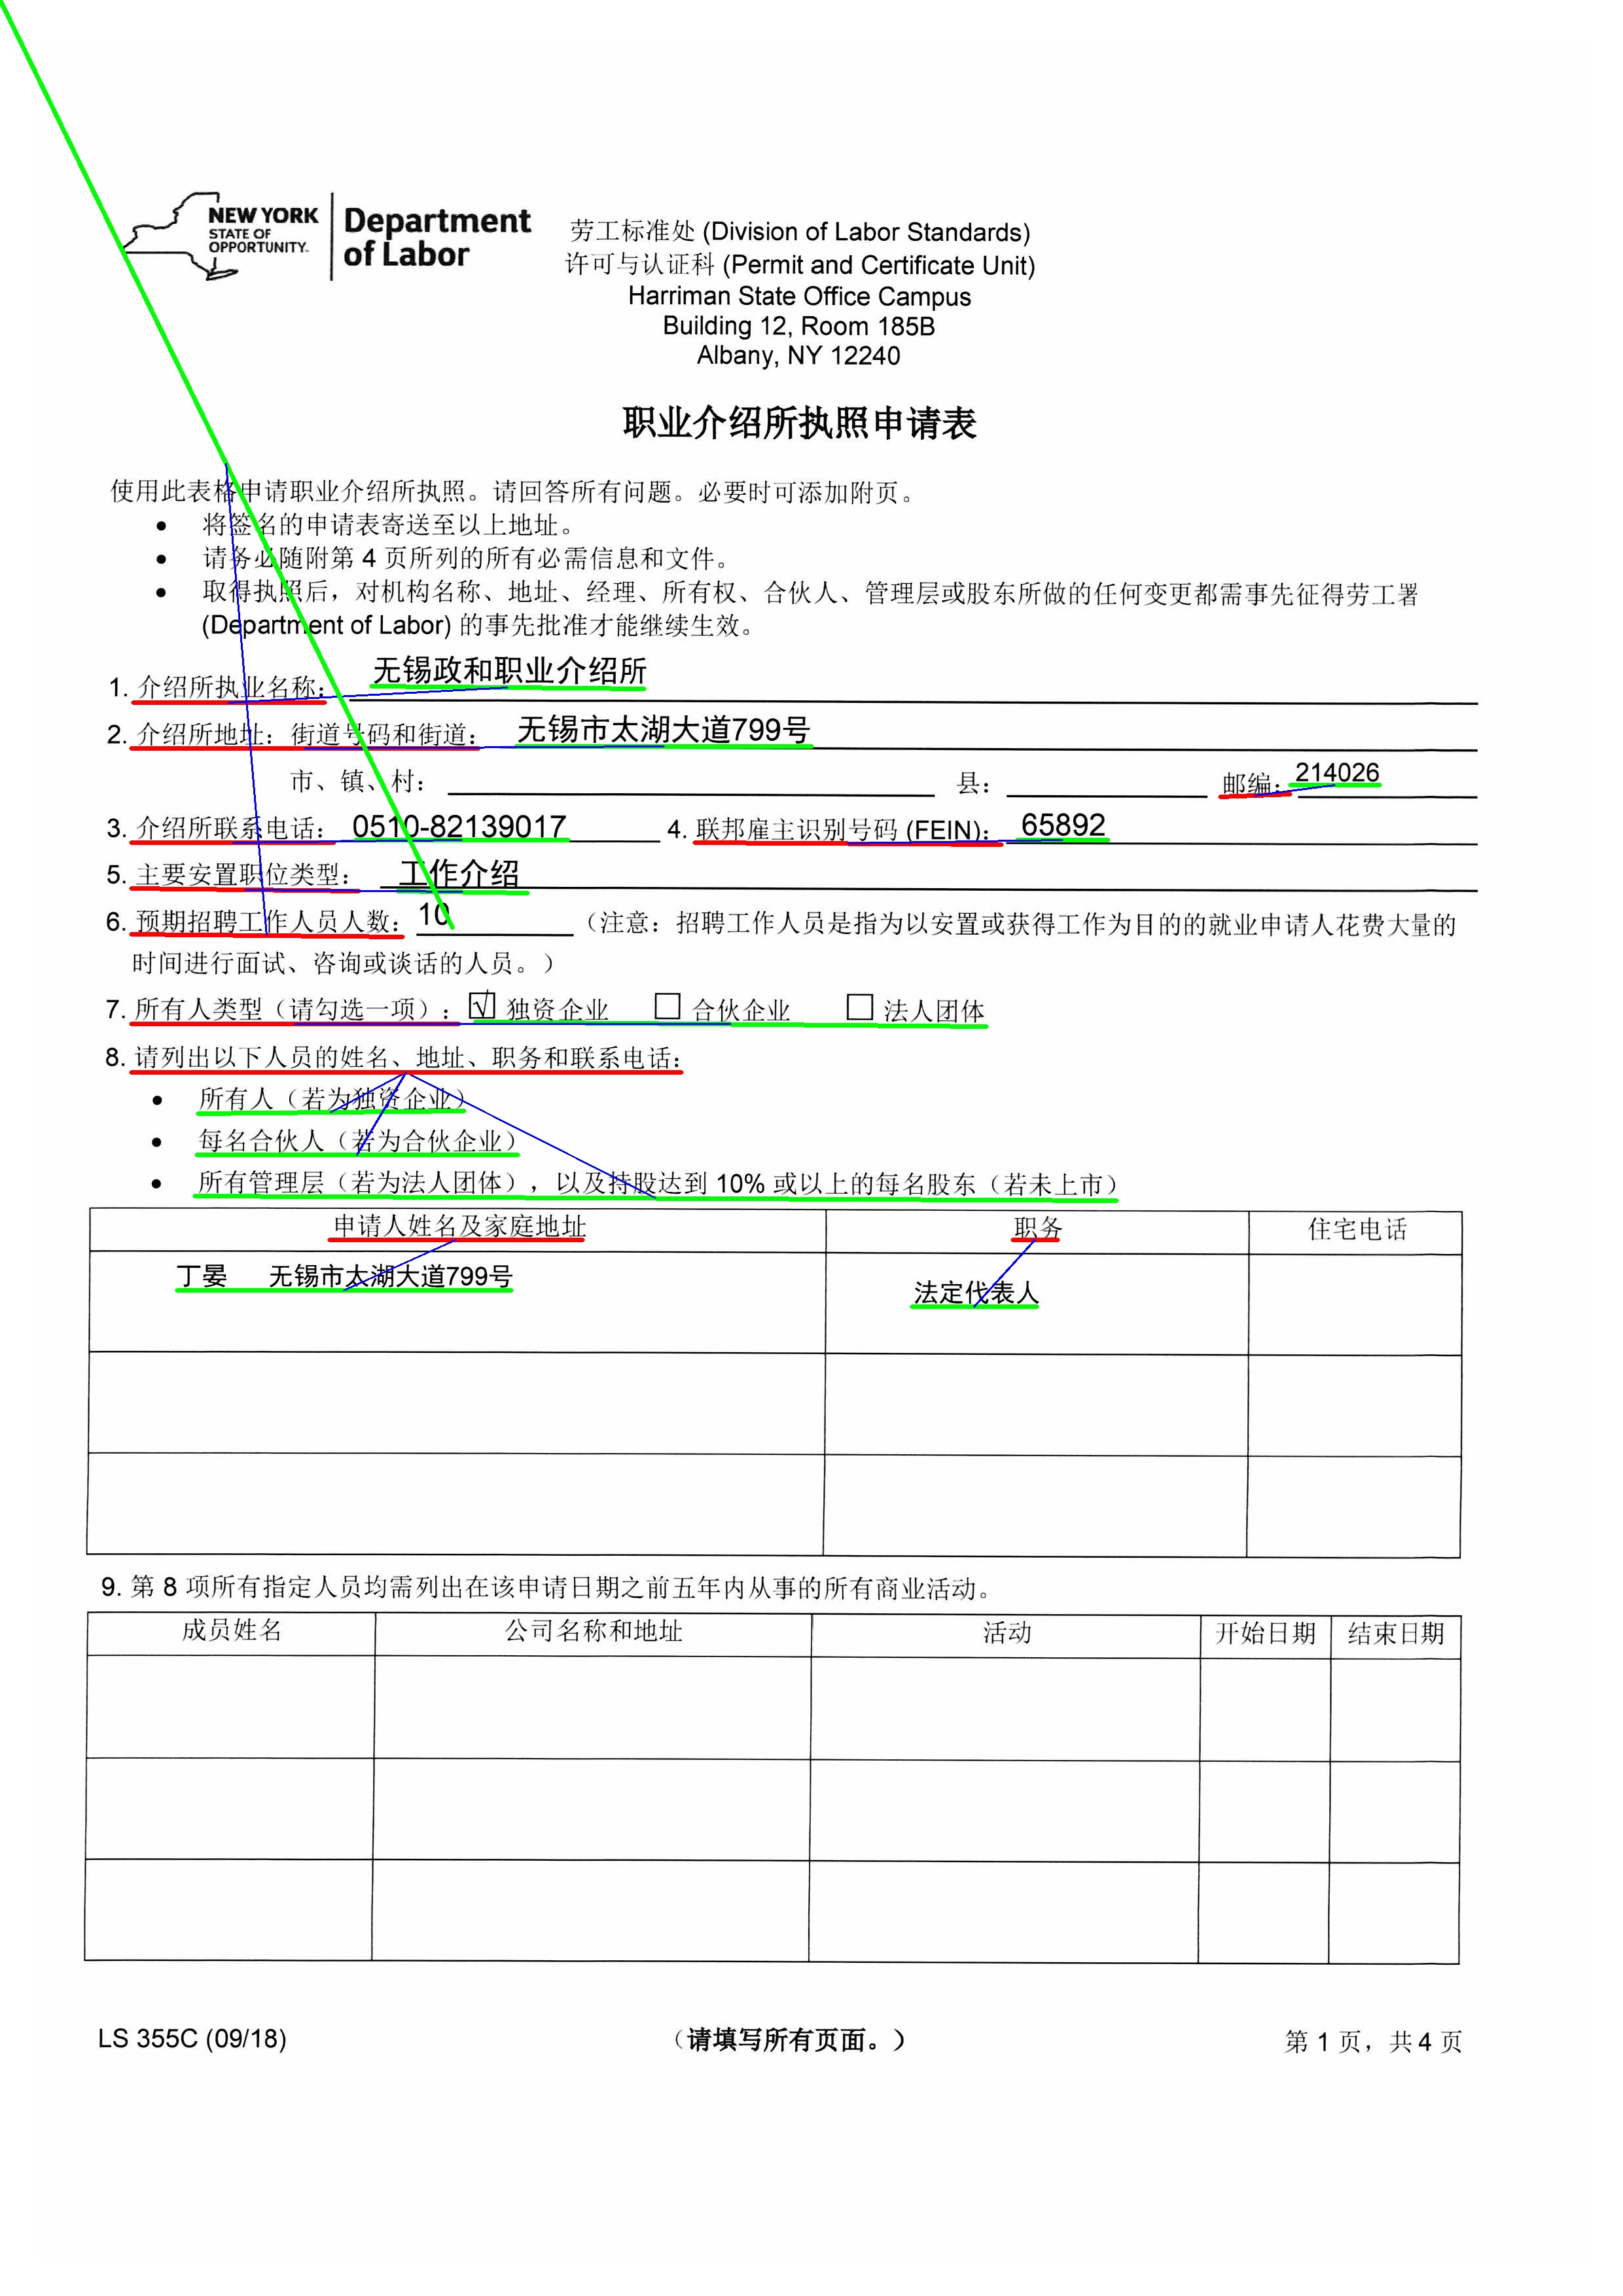 NEW YORK
STATE OF
OPPORTUNITY.
Department
of Labor
劳工标准处 (Division of Labor Standards)
许可与认证科 (Permit and Certificate Unit)
Harriman State Office Campus
Building 12, Room 185B
Albany, NY 12240
职业介绍所执照申请表
使用此表格申请职业介绍所执照。请回答所有问题。必要时可添加附页。
• 将签名的申请表寄送至以上地址。
• 请务必随附第 4 页所列的所有必需信息和文件。
• 取得执照后，对机构名称、地址、经理、所有权、合伙人、管理层或股东所做的任何变更都需事先征得劳工署
(Department of Labor) 的事先批准才能继续生效。
1. 介绍所执业名称： 无锡政和职业介绍所
2. 介绍所地址：街道号码和街道： 无锡市太湖大道799号
市、镇、村： 县： 邮编： 214026
3. 介绍所联系电话： 0510-82139017 4. 联邦雇主识别号码 (FEIN)： 65892
5. 主要安置职位类型： 工作介绍
6. 预期招聘工作人员人数： 10 （注意：招聘工作人员是指为以安置或获得工作为目的的就业申请人花费大量的
时间进行面试、咨询或谈话的人员。）
7. 所有人类型（请勾选一项）： ☑ 独资企业 □ 合伙企业 □ 法人团体
8. 请列出以下人员的姓名、地址、职务和联系电话：
• 所有人（若为独资企业）
• 每名合伙人（若为合伙企业）
• 所有管理层（若为法人团体），以及持股达到 10% 或以上的每名股东（若未上市）
申请人姓名及家庭地址 职务 住宅电话
丁晏 无锡市太湖大道799号 法定代表人
9. 第 8 项所有指定人员均需列出在该申请日期之前五年内从事的所有商业活动。
成员姓名 公司名称和地址 活动 开始日期 结束日期
LS 355C (09/18) （请填写所有页面。） 第 1 页，共 4 页